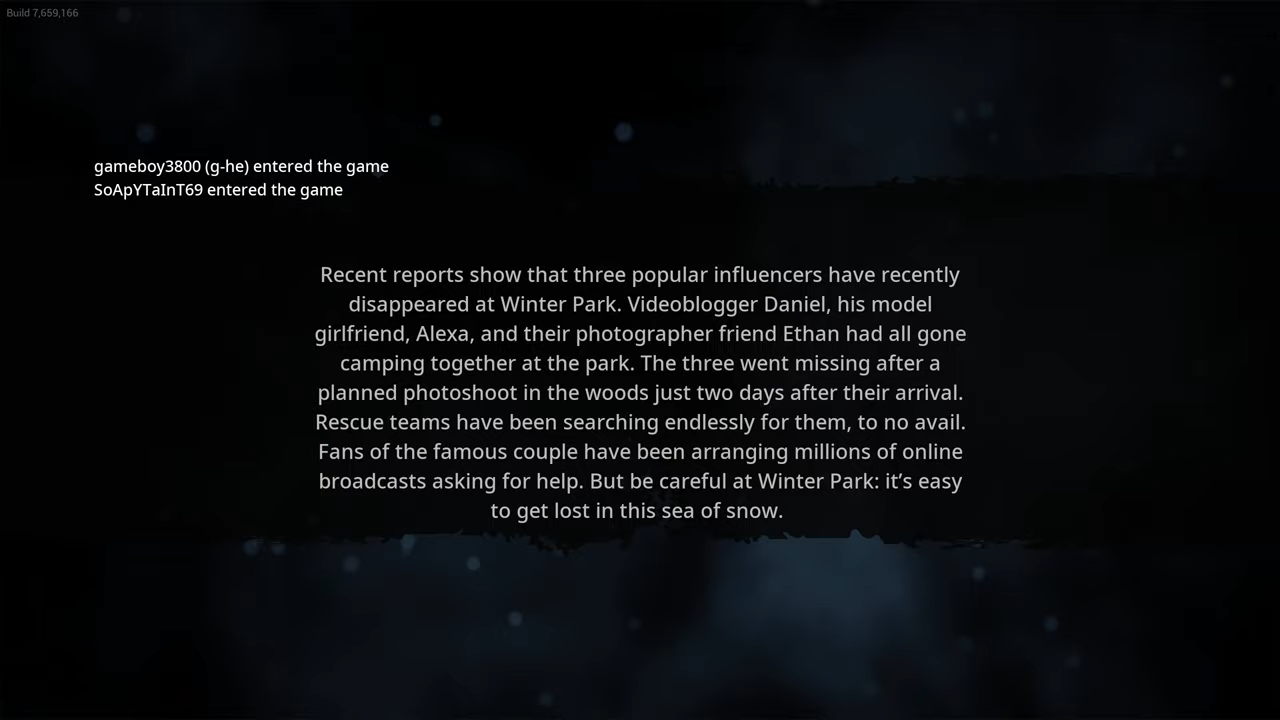 Build 7,659,166
gameboy3800 (g-he) entered the game
SoApYTaInT69 entered the game
Recent reports show that three popular influencers have recently
disappeared at Winter Park. Videoblogger Daniel, his model
girlfriend, Alexa, and their photographer friend Ethan had all gone
camping together at the park. The three went missing after a
planned photoshoot in the woods just two days after their arrival.
Rescue teams have been searching endlessly for them, to no avail.
Fans of the famous couple have been arranging millions of online
broadcasts asking for help. But be careful at Winter Park: it’s easy
to get lost in this sea of snow.